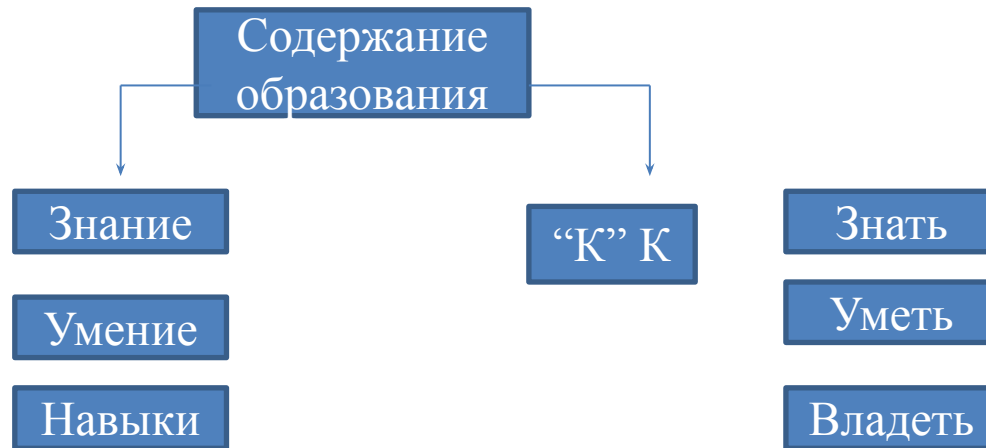 Содержание
образования
Знание
“К” К
Знать
Умение
Уметь
Навыки
Владеть